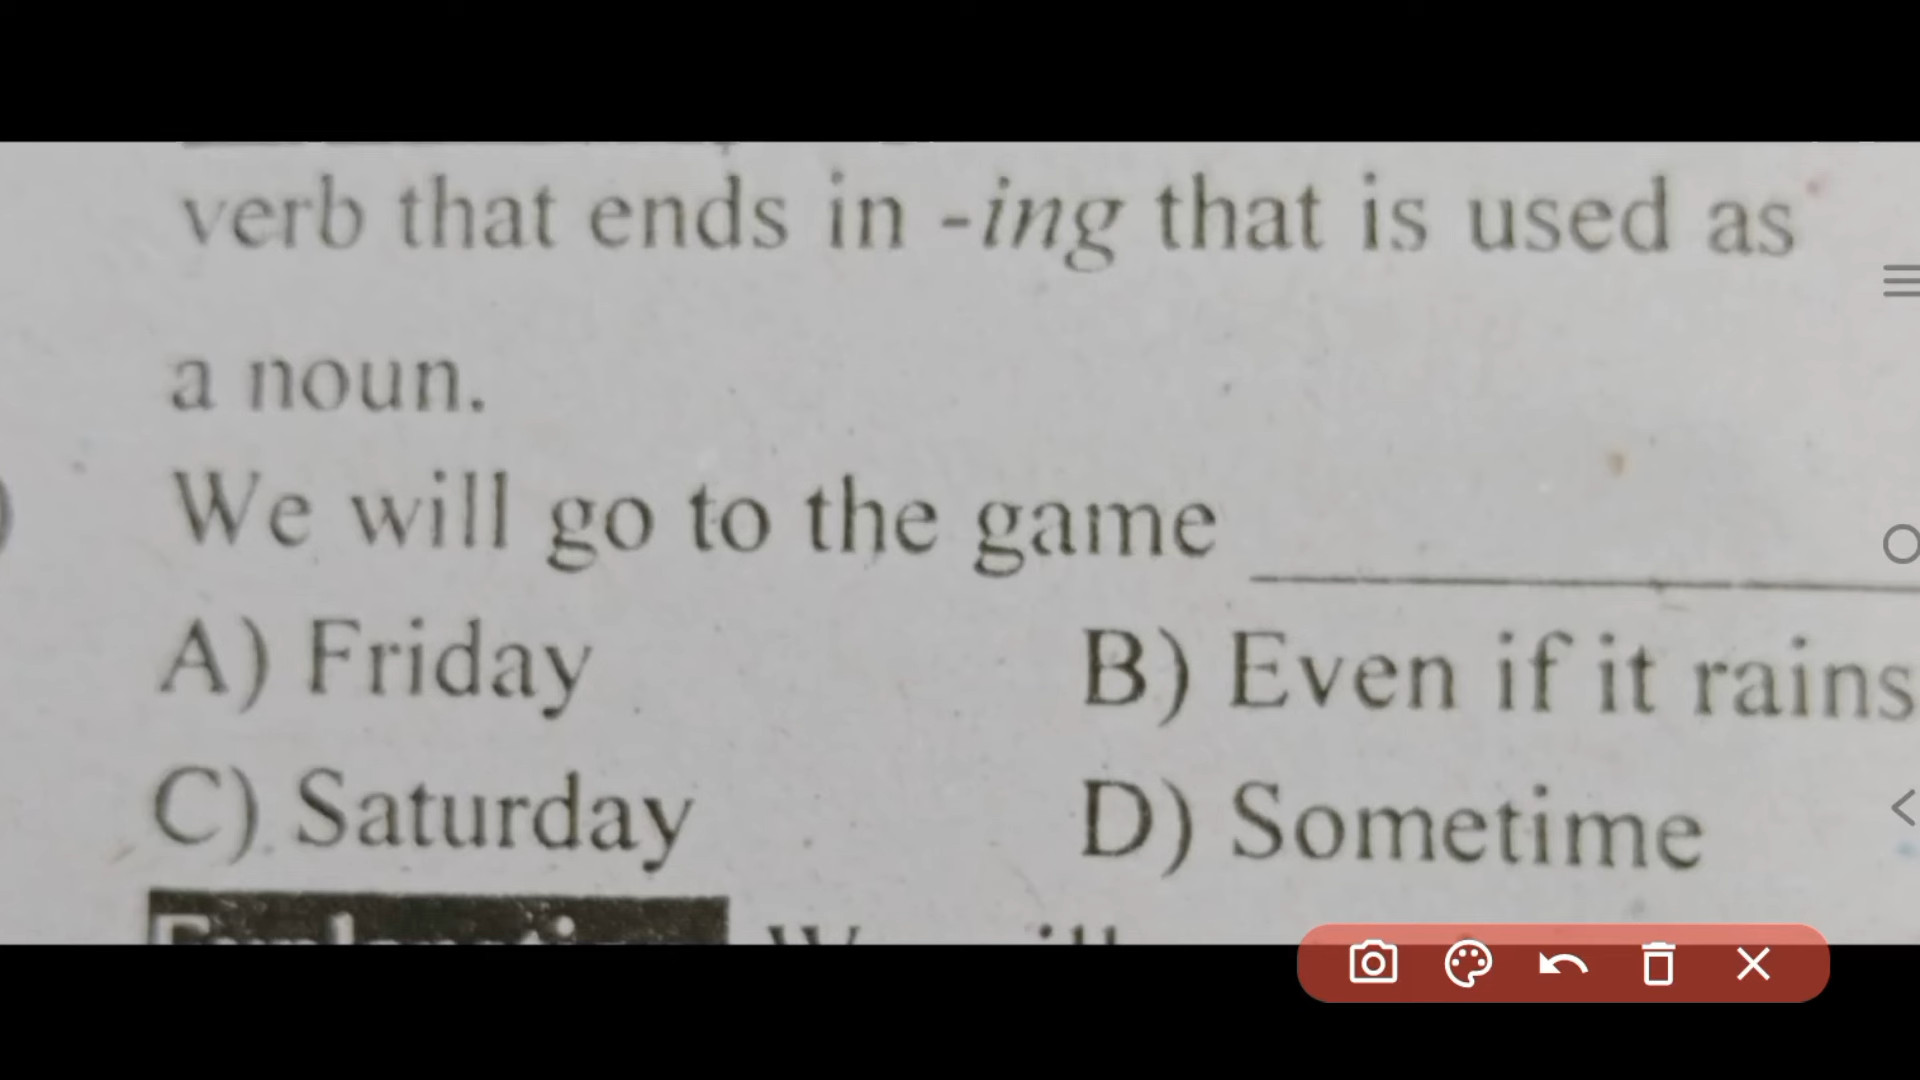 verb that ends in -ing that is used as
a noun.
We will go to the game
A) Friday B) Even if it rains
C) Saturday D) Sometime